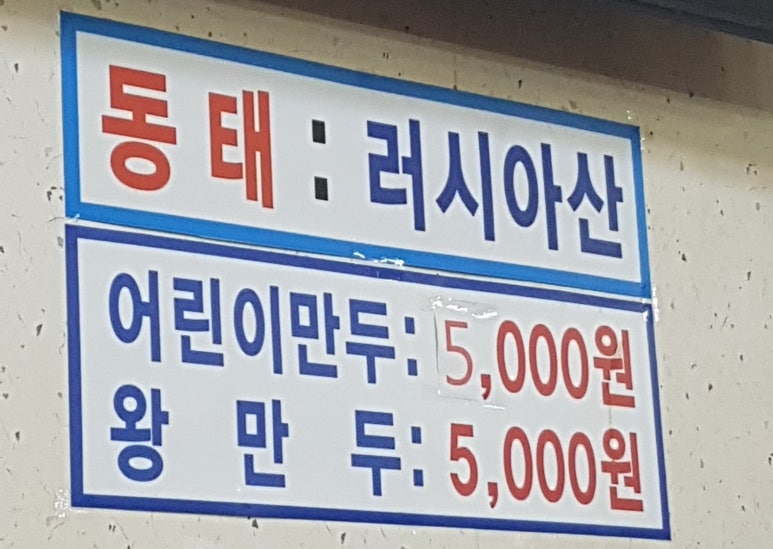 동태 : 러시아산
어린이만두: 5,000원
왕 만 두: 5,000원